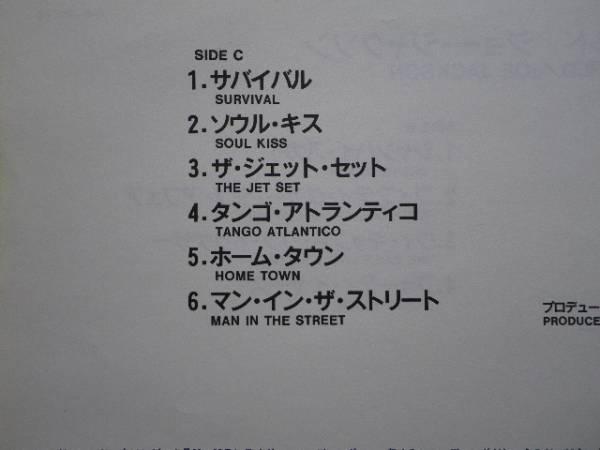 SIDE C
1.サバイバル
SURVIVAL
2.ソウル・キス
SOUL KISS
3.ザ・ジェット・セット
THE JET SET
4.タンゴ・アトランティコ
TANGO ATLANTICO
5.ホーム・タウン
HOME TOWN
6.マン・イン・ザ・ストリート
MAN IN THE STREET
プロデュー
PRODUCE